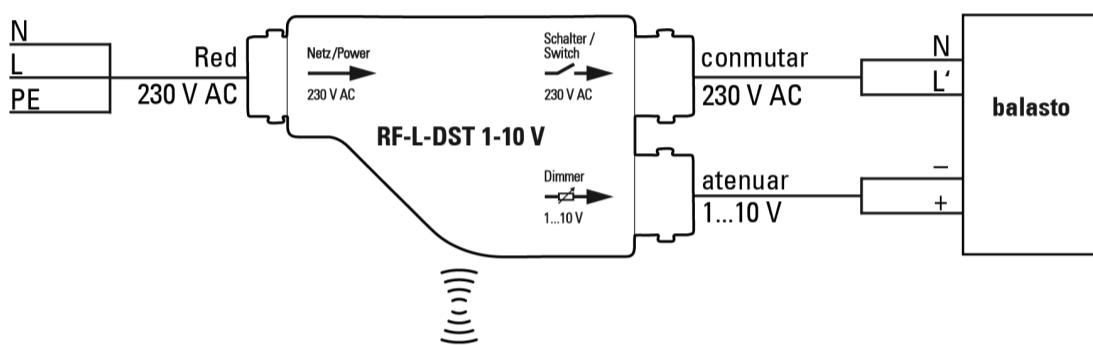 N
L
PE
Red
230 V AC
Netz/Power
230 V AC
Schalter /
Switch
230 V AC
RF-L-DST 1-10 V
Dimmer
1...10 V
conmutar
230 V AC
atenuar
1...10 V
N
L‘
–
+
balasto